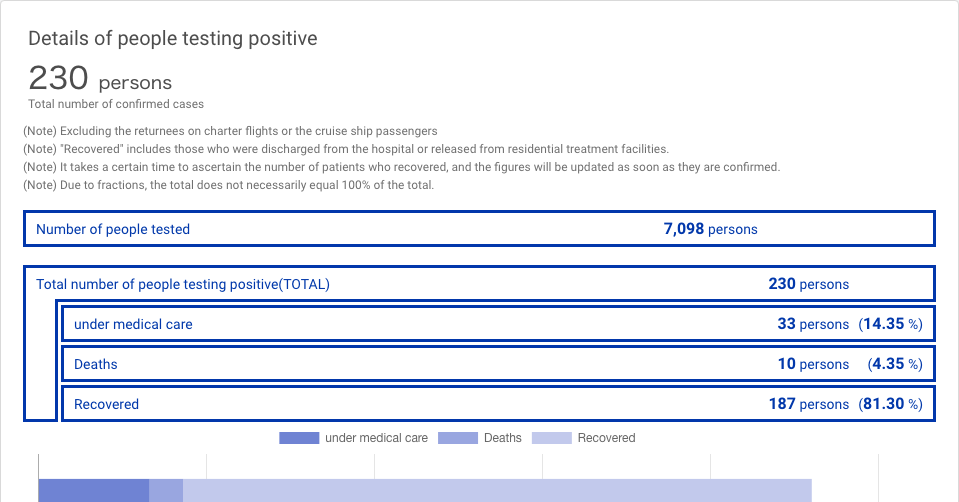 Details of people testing positive
230 persons
Total number of confirmed cases
(Note) Excluding the returnees on charter flights or the cruise ship passengers
(Note) "Recovered" includes those who were discharged from the hospital or released from residential treatment facilities.
(Note) It takes a certain time to ascertain the number of patients who recovered, and the figures will be updated as soon as they are confirmed.
(Note) Due to fractions, the total does not necessarily equal 100% of the total.
Number of people tested 7,098 persons
Total number of people testing positive(TOTAL) 230 persons
under medical care 33 persons (14.35 %)
Deaths 10 persons (4.35 %)
Recovered 187 persons (81.30 %)
under medical care Deaths Recovered